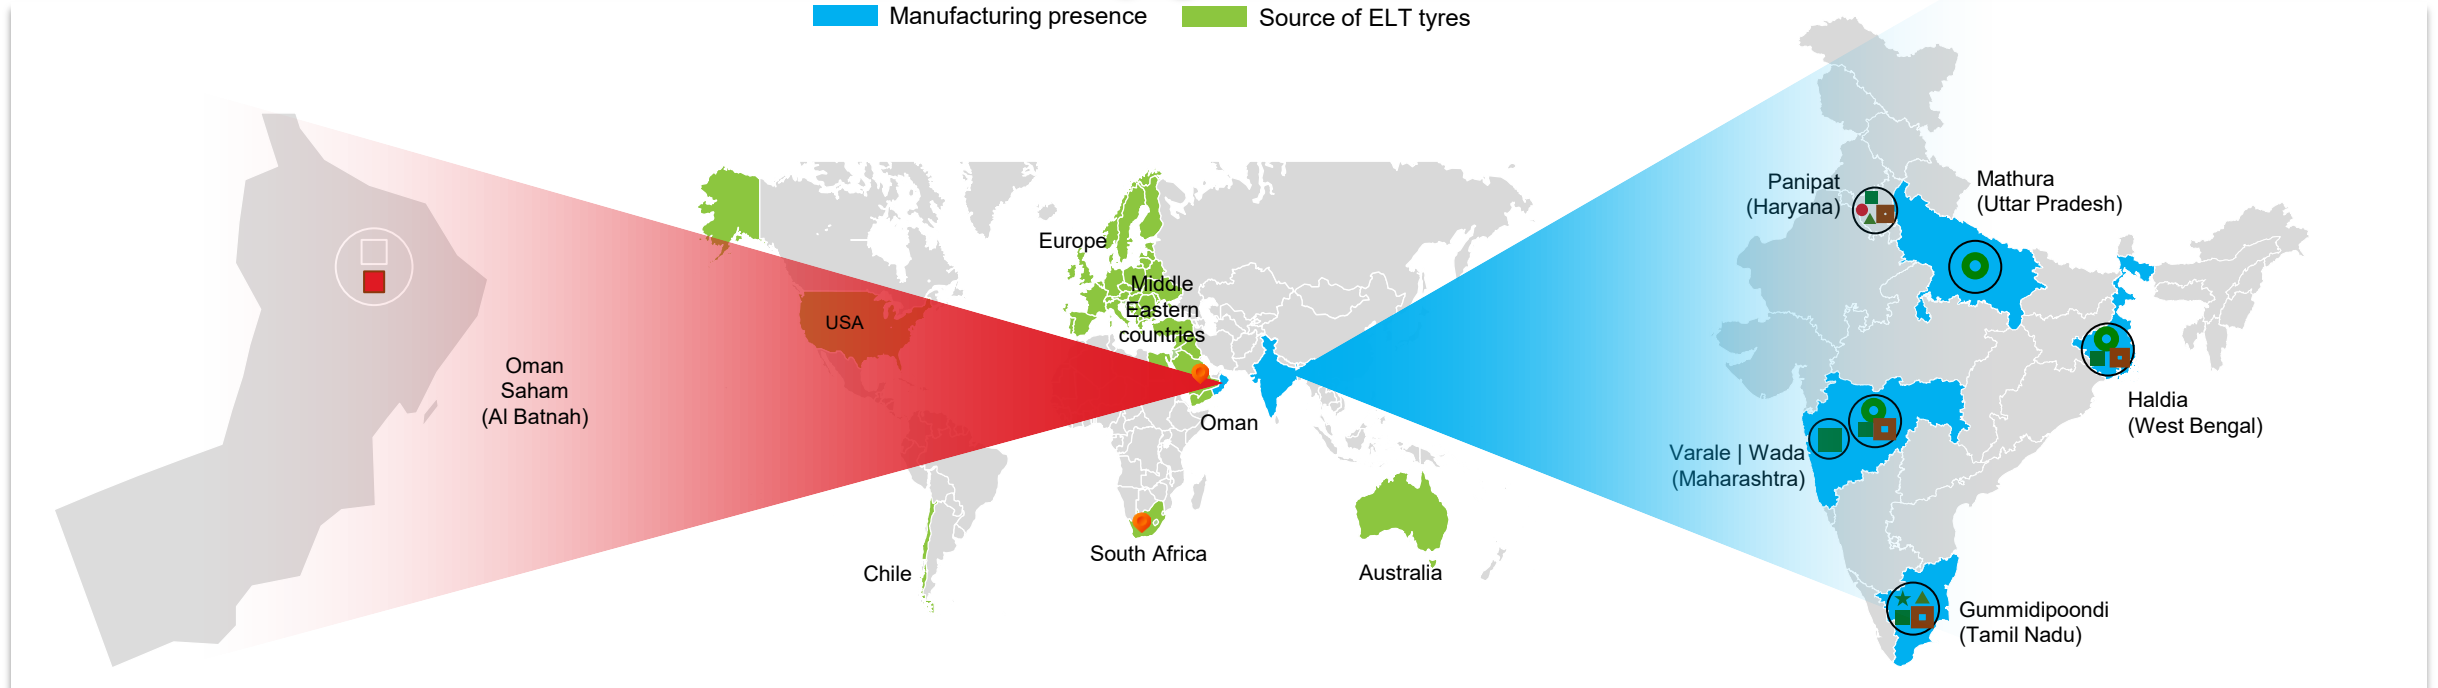 Manufacturing presence
Source of ELT tyres
Oman
Saham
(Al Batnah)
USA
Chile
Europe
Middle
Eastern
countries
Oman
South Africa
Australia
Panipat
(Haryana)
Mathura
(Uttar Pradesh)
Haldia
(West Bengal)
Varale | Wada
(Maharashtra)
Gummidipoondi
(Tamil Nadu)